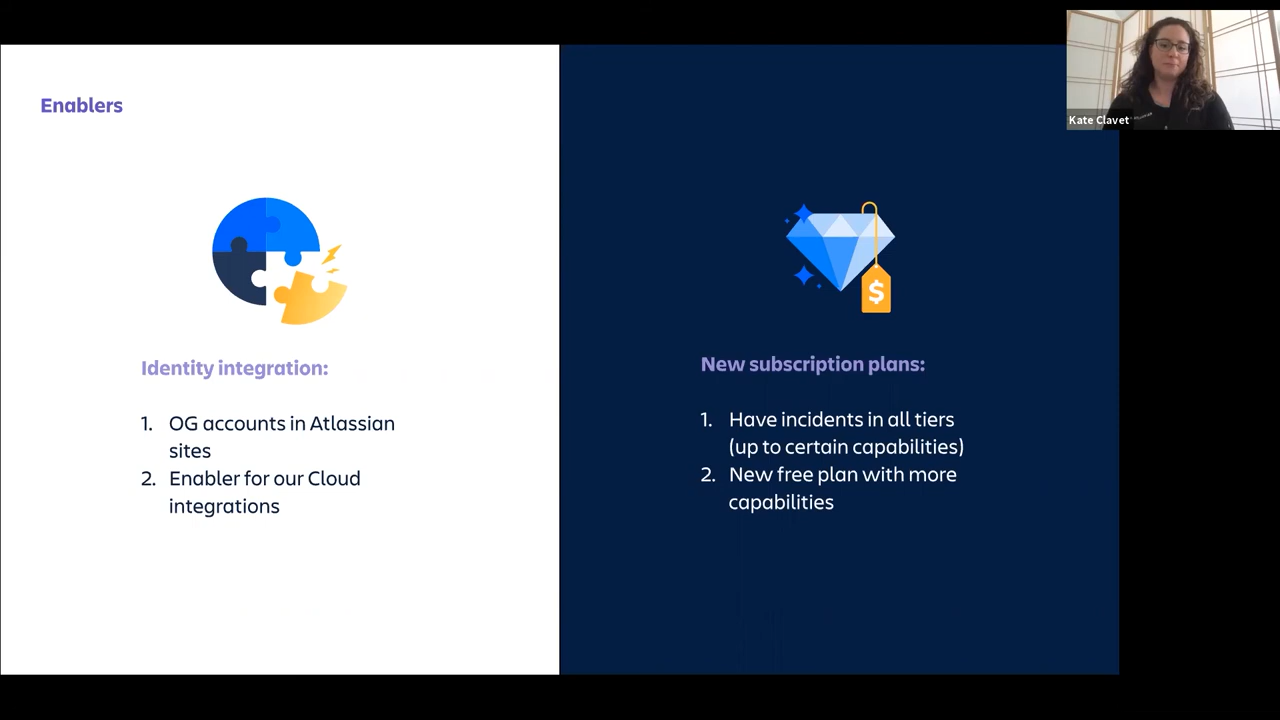 Enablers
Kate Clavet
$
Identity integration:
1. OG accounts in Atlassian
sites
2. Enabler for our Cloud
integrations
New subscription plans:
1. Have incidents in all tiers
(up to certain capabilities)
2. New free plan with more
capabilities